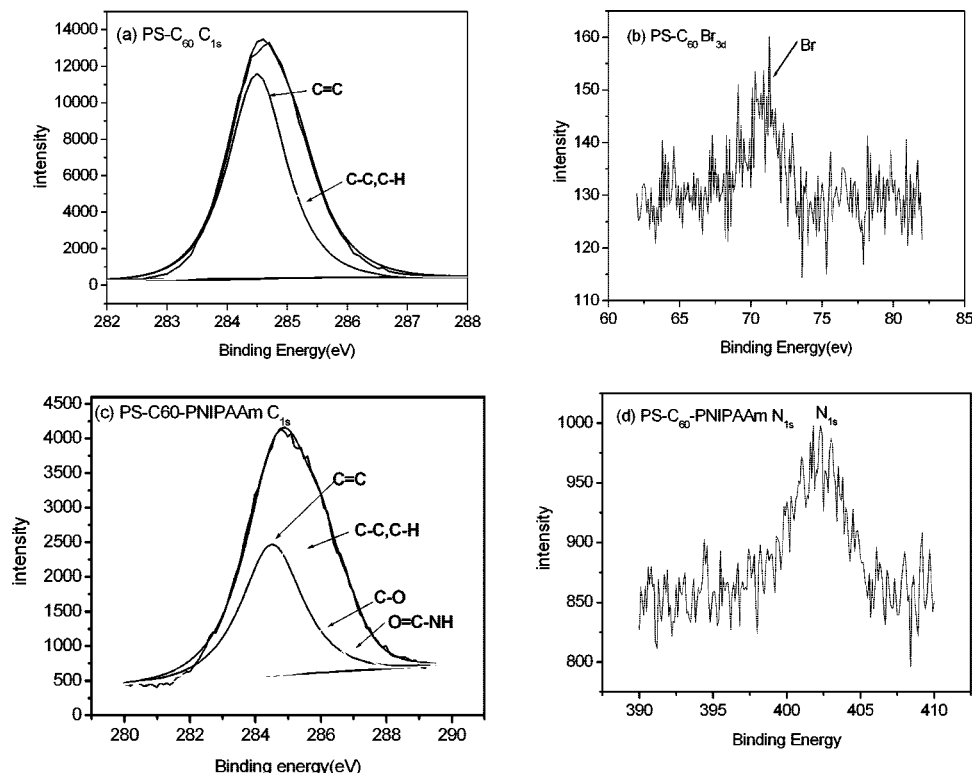 (a) PS-C60 C1s
14000
12000
10000
8000
6000
4000
2000
0
intensity
C=C
C-C,C-H
282 283 284 285 286 287 288
Binding Energy(eV)
(b) PS-C60 Br3d
Br
160
150
140
130
120
110
intensity
60 65 70 75 80 85
Binding Energy(ev)
(c) PS-C60-PNIPAAm C1s
4500
4000
3500
3000
2500
2000
1500
1000
500
0
intensity
C=C
C-C,C-H
C-O
O=C-NH
280 282 284 286 288 290
Binding energy(eV)
(d) PS-C60-PNIPAAm N1s
N1s
1000
950
900
850
800
intensity
390 395 400 405 410
Binding Energy